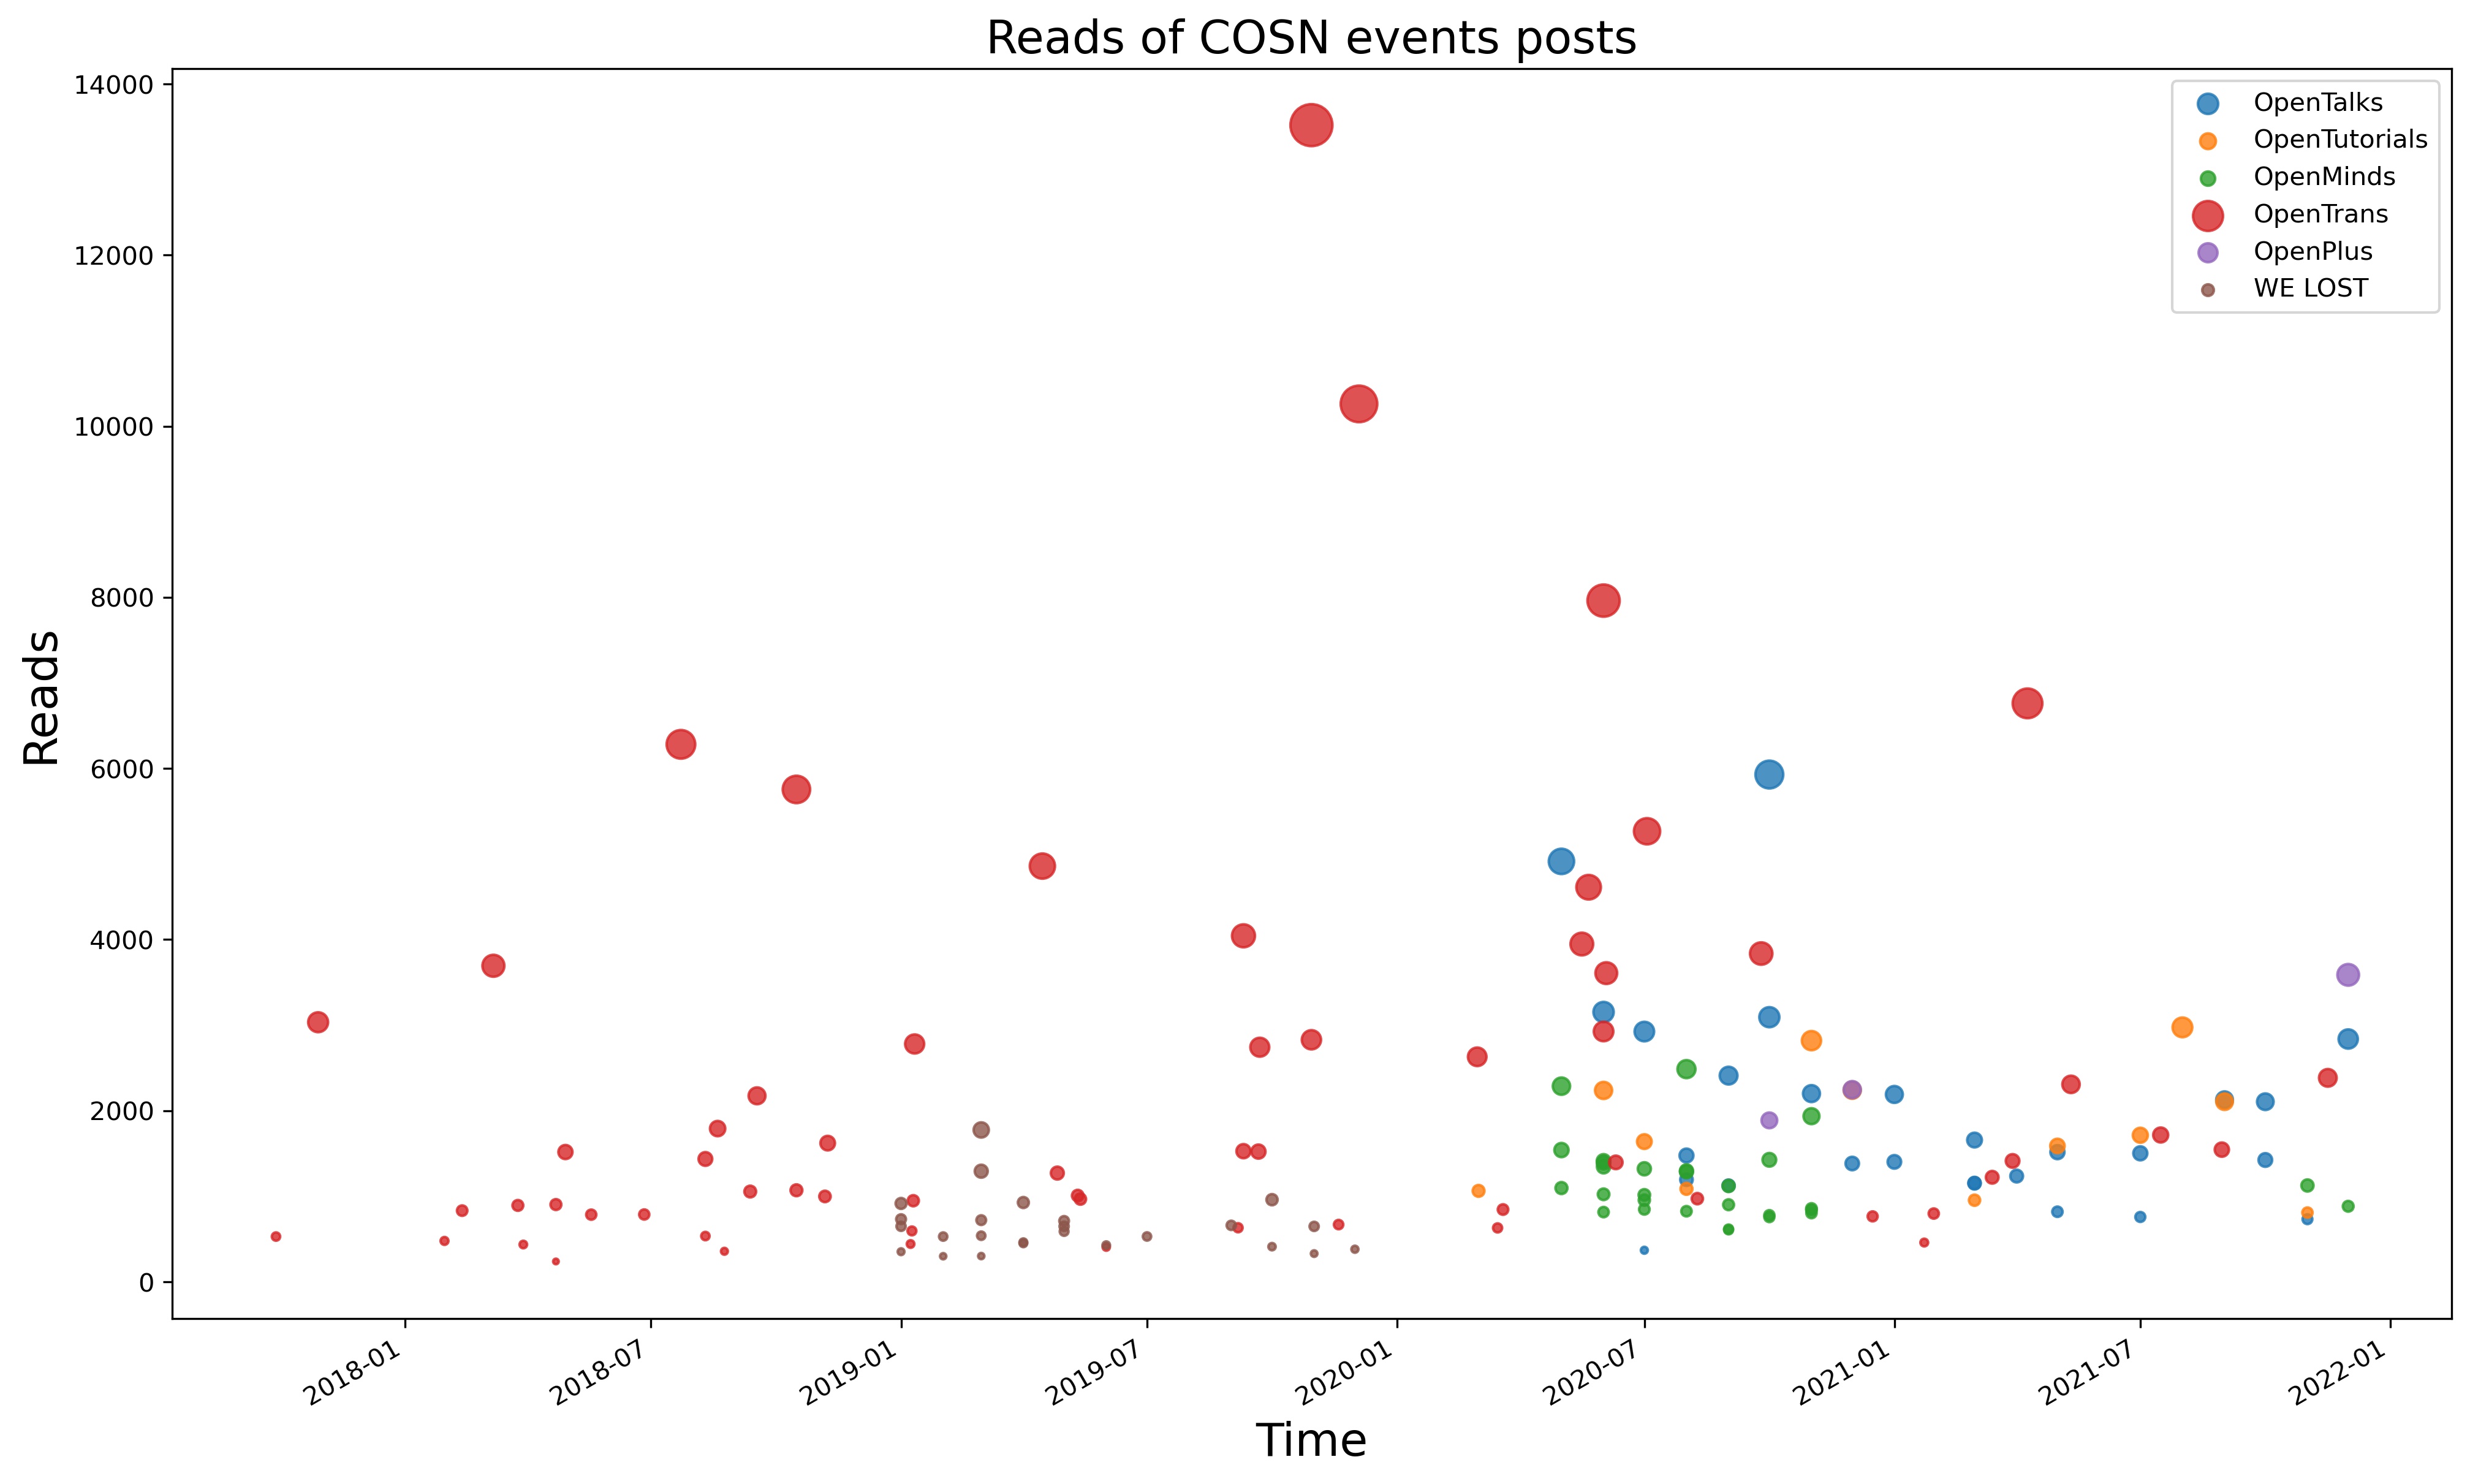 Reads of COSN events posts
14000
12000
10000
8000
6000
4000
2000
0
Reads
OpenTalks
OpenTutorials
OpenMinds
OpenTrans
OpenPlus
WE LOST
2018-01
2018-07
2019-01
2019-07
2020-01
2020-07
2021-01
2021-07
2022-01
Time